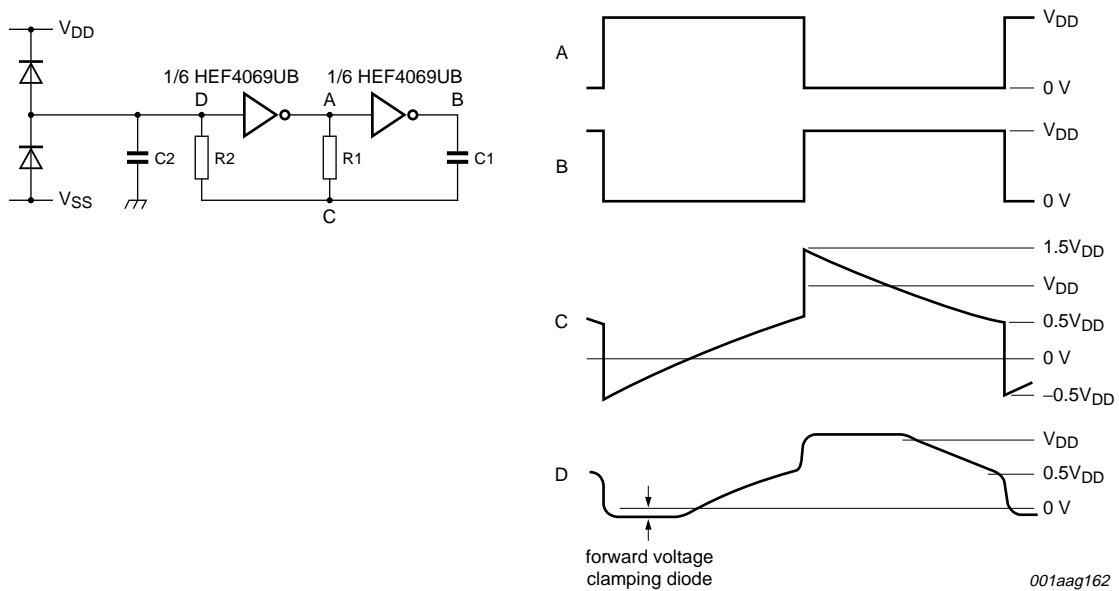 VDD
1/6 HEF4069UB
1/6 HEF4069UB
D
A
B
C2
R2
R1
C1
VSS
C
A
VDD
0 V
B
VDD
0 V
C
1.5VDD
VDD
0.5VDD
0 V
−0.5VDD
D
VDD
0.5VDD
0 V
forward voltage
clamping diode
001aag162